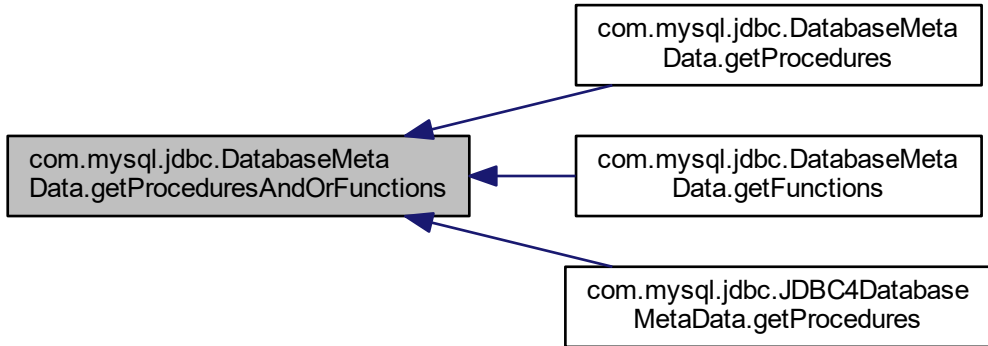 com.mysql.jdbc.DatabaseMeta
Data.getProceduresAndOrFunctions
com.mysql.jdbc.DatabaseMeta
Data.getProcedures
com.mysql.jdbc.DatabaseMeta
Data.getFunctions
com.mysql.jdbc.JDBC4Database
MetaData.getProcedures